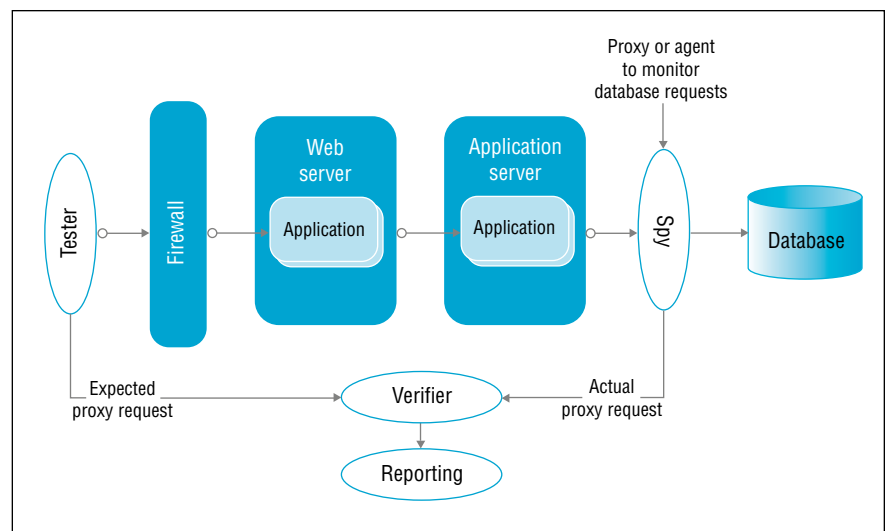 Proxy or agent
to monitor
database requests
Tester
Firewall
Web
server
Application
Application
server
Application
Spy
Database
Expected
proxy request
Verifier
Actual
proxy request
Reporting